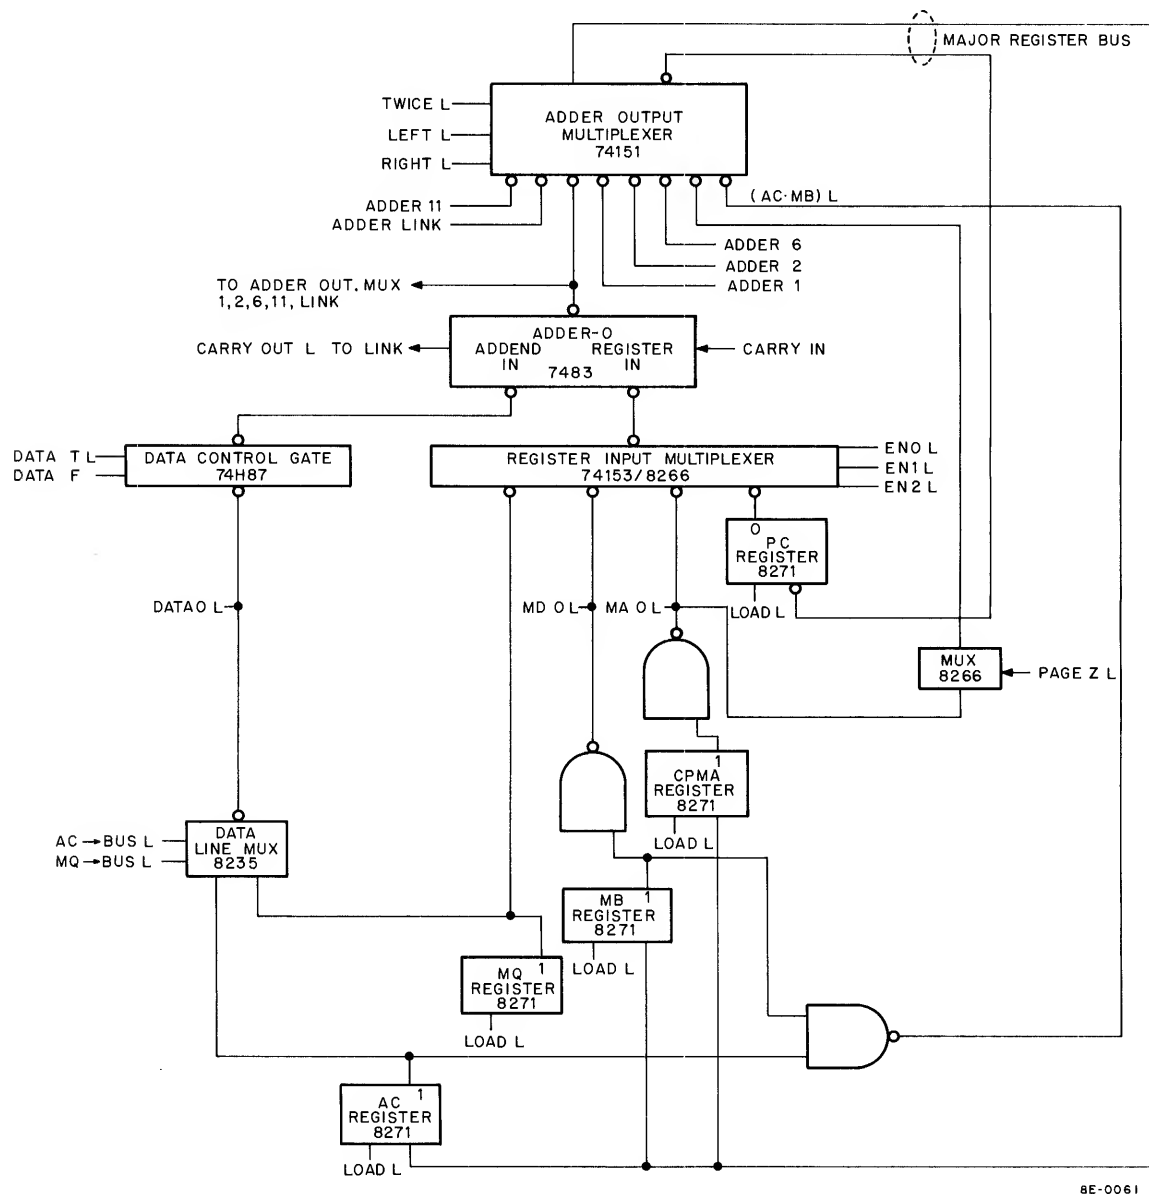 MAJOR REGISTER BUS
TWICE L
LEFT L
RIGHT L
ADDER OUTPUT
MULTIPLEXER
74151
ADDER 11
ADDER LINK
(AC·MB) L
ADDER 6
ADDER 2
ADDER 1
TO ADDER OUT. MUX
1,2,6,11, LINK
CARRY OUT L TO LINK
ADDER-0
ADDEND REGISTER
IN IN
7483
CARRY IN
DATA T L
DATA F
DATA CONTROL GATE
74H87
REGISTER INPUT MULTIPLEXER
74153/8266
EN0 L
EN1 L
EN2 L
0
PC
REGISTER
8271
LOAD L
DATA 0 L
MD 0 L
MA 0 L
MUX
8266
PAGE Z L
1
CPMA
REGISTER
8271
LOAD L
AC→BUS L
MQ→BUS L
DATA
LINE MUX
8235
MB 1
REGISTER
8271
LOAD L
MQ 1
REGISTER
8271
LOAD L
AC 1
REGISTER
8271
LOAD L
8E-0061